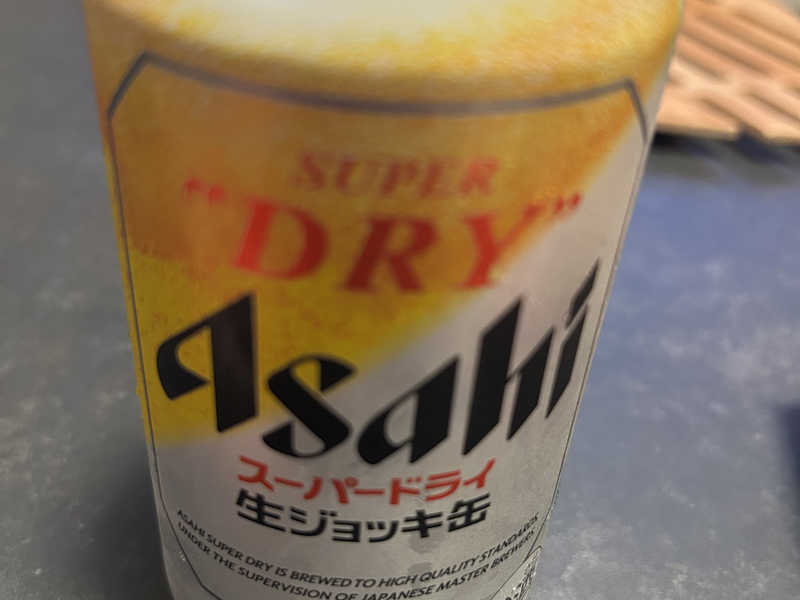 SUPER
"DRY"
Asahi
スーパードライ
生ジョッキ缶
ASAHI SUPER DRY IS BREWED TO HIGH QUALITY STANDARDS
UNDER THE SUPERVISION OF JAPANESE MASTER BREWERS.